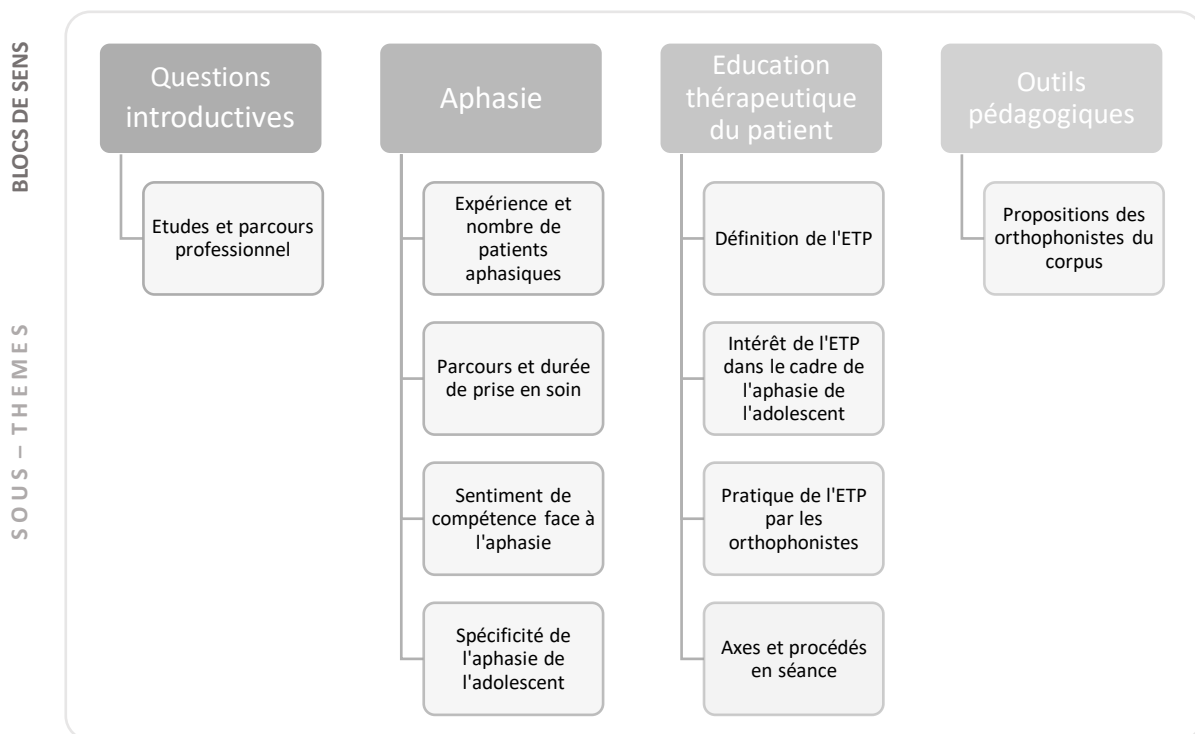 BLOCS DE SENS
Questions
introductives
Aphasie
Education
thérapeutique
du patient
Outils
pédagogiques
SOUS – THEMES
Etudes et parcours
professionnel
Expérience et
nombre de
patients
aphasiques
Parcours et durée
de prise en soin
Sentiment de
compétence face à
l'aphasie
Spécificité de
l'aphasie de
l'adolescent
Définition de l'ETP
Intérêt de l'ETP
dans le cadre de
l'aphasie de
l'adolescent
Pratique de l'ETP
par les
orthophonistes
Axes et procédés
en séance
Propositions des
orthophonistes du
corpus